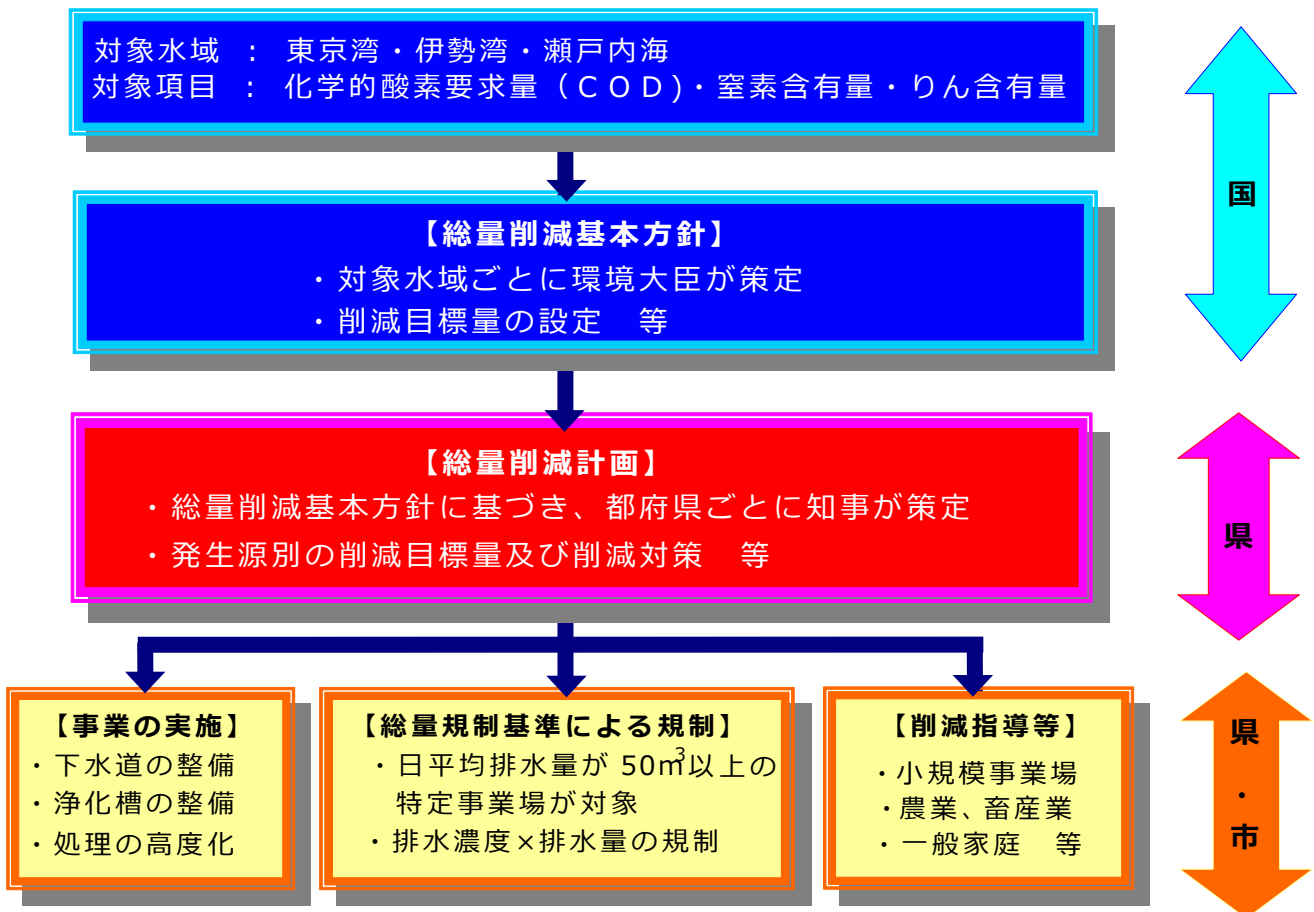 対象水域 : 東京湾・伊勢湾・瀬戸内海
対象項目 : 化学的酸素要求量（ＣＯＤ)・窒素含有量・りん含有量
国
【総量削減基本方針】
・対象水域ごとに環境大臣が策定
・削減目標量の設定　等
【総量削減計画】
・総量削減基本方針に基づき、都府県ごとに知事が策定
・発生源別の削減目標量及び削減対策　等
県
【事業の実施】
・下水道の整備
・浄化槽の整備
・処理の高度化
【総量規制基準による規制】
・日平均排水量が 50m³以上の
特定事業場が対象
・排水濃度×排水量の規制
【削減指導等】
・小規模事業場
・農業、畜産業
・一般家庭　等
県
・
市